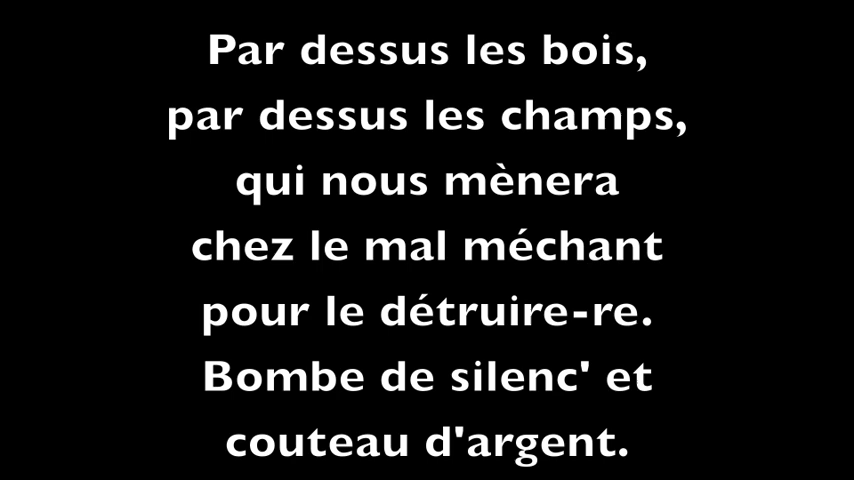 Par dessus les bois,
par dessus les champs,
qui nous mènera
chez le mal méchant
pour le détruire-re.
Bombe de silenc' et
couteau d'argent.